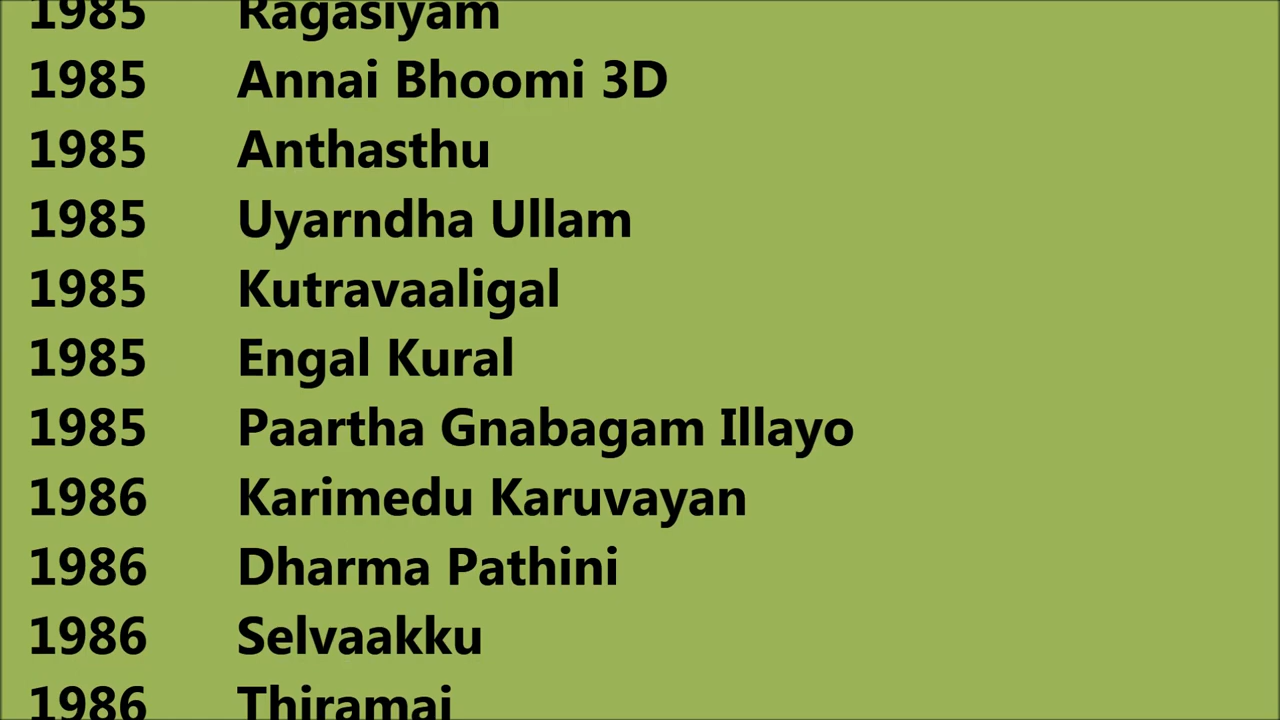 1985 Ragasiyam
1985 Annai Bhoomi 3D
1985 Anthasthu
1985 Uyarndha Ullam
1985 Kutravaaligal
1985 Engal Kural
1985 Paartha Gnabagam Illayo
1986 Karimedu Karuvayan
1986 Dharma Pathini
1986 Selvaakku
1986 Thiramai